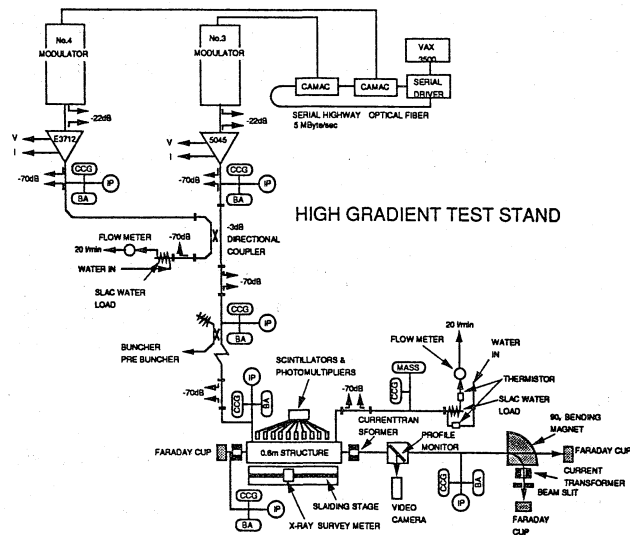 No.4
MODULATOR
No.3
MODULATOR
VAX
3500
CAMAC
CAMAC
SERIAL
DRIVER
SERIAL HIGHWAY OPTICAL FIBER
5 MByte/sec
-22dB
-22dB
V
I
E3712
V
I
5045
-70dB
CCG
IP
BA
-70dB
CCG
IP
BA
HIGH GRADIENT TEST STAND
FLOW METER
20 l/min
-70dB
WATER IN
SLAC WATER
LOAD
-3dB
DIRECTIONAL
COUPLER
-70dB
CCG
IP
BA
BUNCHER
PRE BUNCHER
20 l/min
FLOW METER
WATER
IN
THERMISTOR
SLAC WATER
LOAD
MASS
CCG
-70dB
-70dB
IP
CCG
BA
SCINTILLATORS &
PHOTOMULTIPLIERS
CURRENTTRAN
SFORMER
PROFILE
MONITOR
90, BENDING
MAGNET
FARADAY CUP
0.6m STRUCTURE
FARADAY
CUP
CURRENT
TRANSFORMER
BEAM SLIT
SLAIDING STAGE
X-RAY SURVEY METER
CCG
IP
BA
VIDEO
CAMERA
CCG
BA
IP
FARADAY
CUP